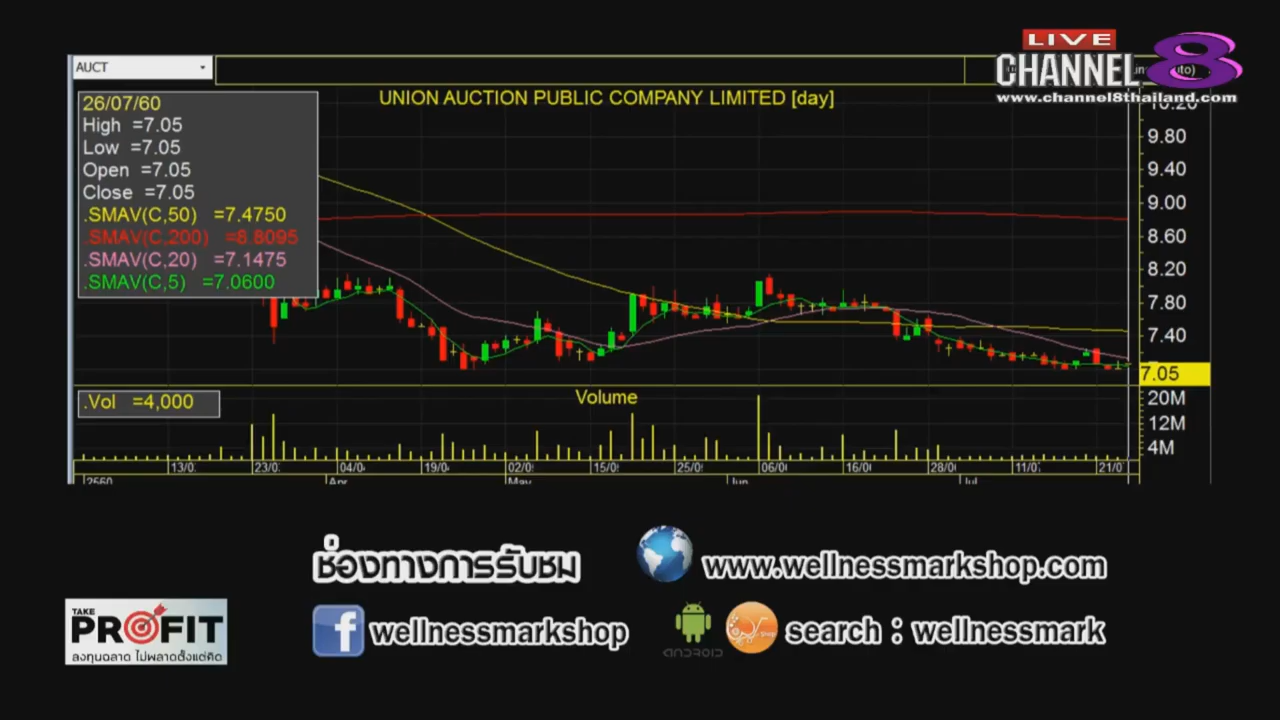 AUCT
LIVE
CHANNEL 8
www.channel8thailand.com
UNION AUCTION PUBLIC COMPANY LIMITED [day]
26/07/60
High =7.05
Low =7.05
Open =7.05
Close =7.05
.SMAV(C,50) =7.4750
.SMAV(C,200) =8.8095
.SMAV(C,20) =7.1475
.SMAV(C,5) =7.0600
10.20
9.80
9.40
9.00
8.60
8.20
7.80
7.40
7.05
.Vol =4,000
Volume
20M
12M
4M
13/0 23/0 04/0 19/0 02/0 15/0 25/0 06/0 16/0 28/0 11/0 21/0
2560 Apr May Jun Jul
ช่องทางการรับชม
www.wellnessmarkshop.com
wellnessmarkshop
ANDROID
search : wellnessmark
TAKE
PROFIT
ลงทุนฉลาด ไม่พลาดตั้งแต่คิด